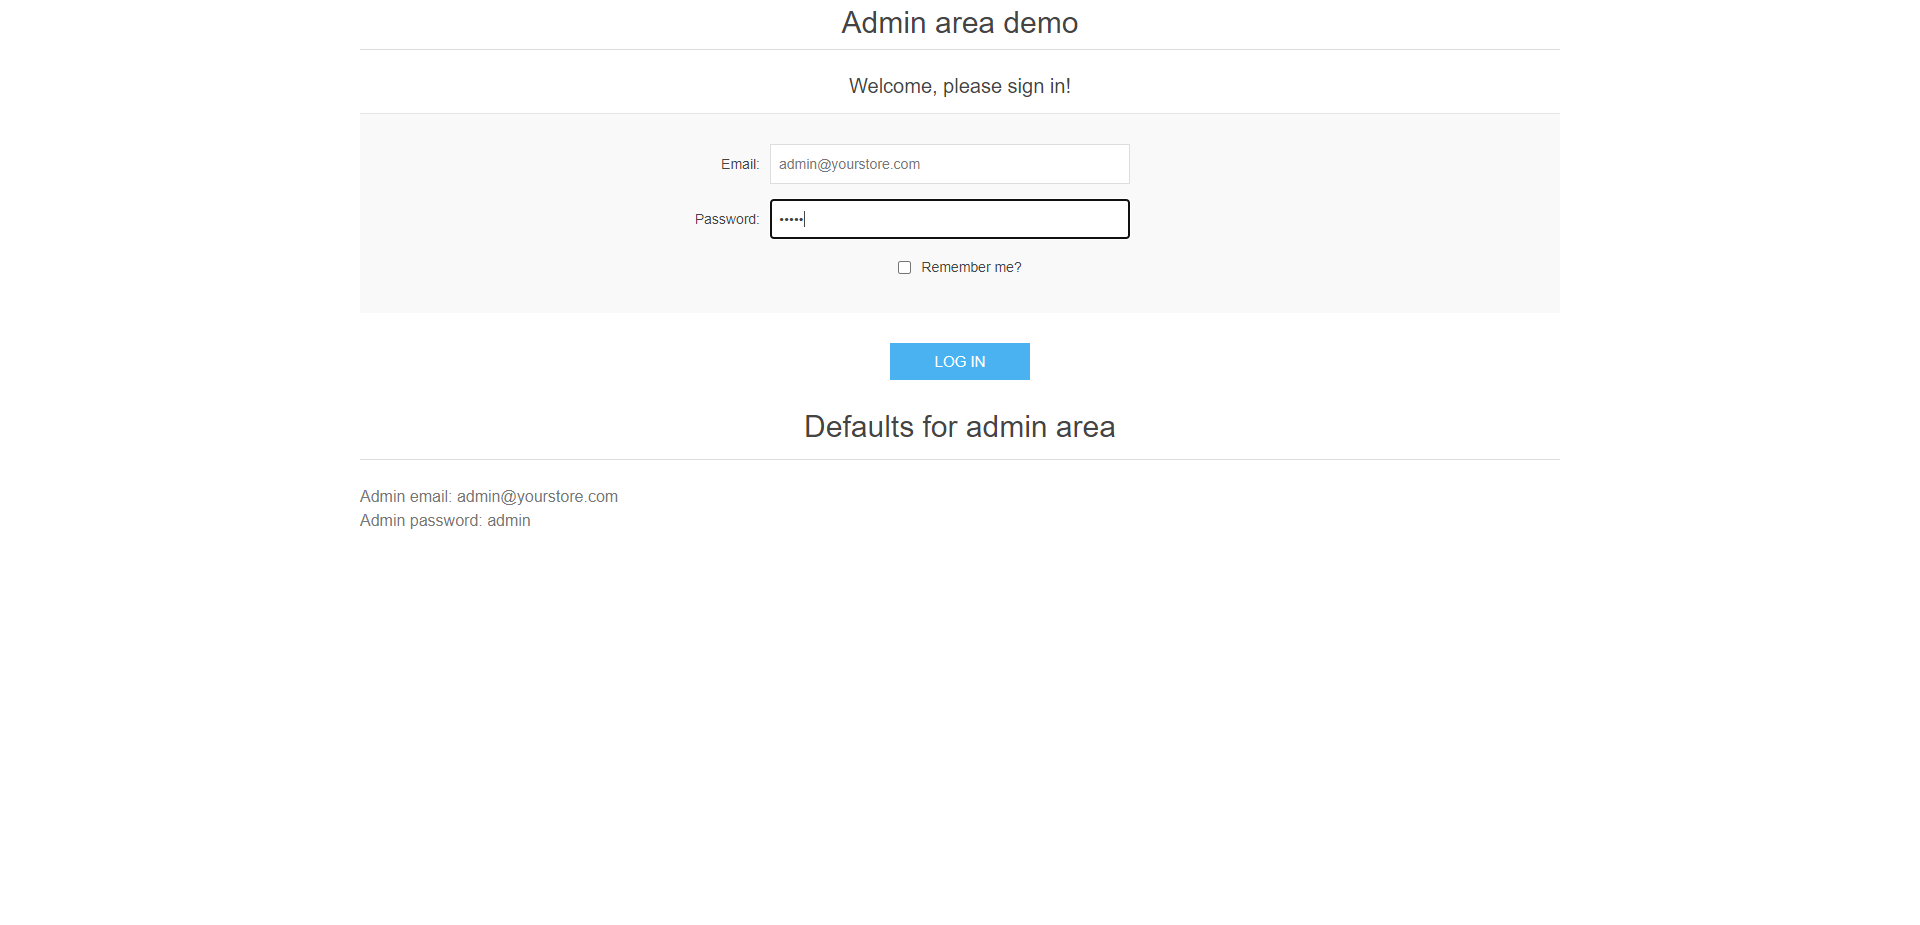 Admin area demo
Welcome, please sign in!
Email: admin@yourstore.com
Password: •••••
Remember me?
LOG IN
Defaults for admin area
Admin email: admin@yourstore.com
Admin password: admin